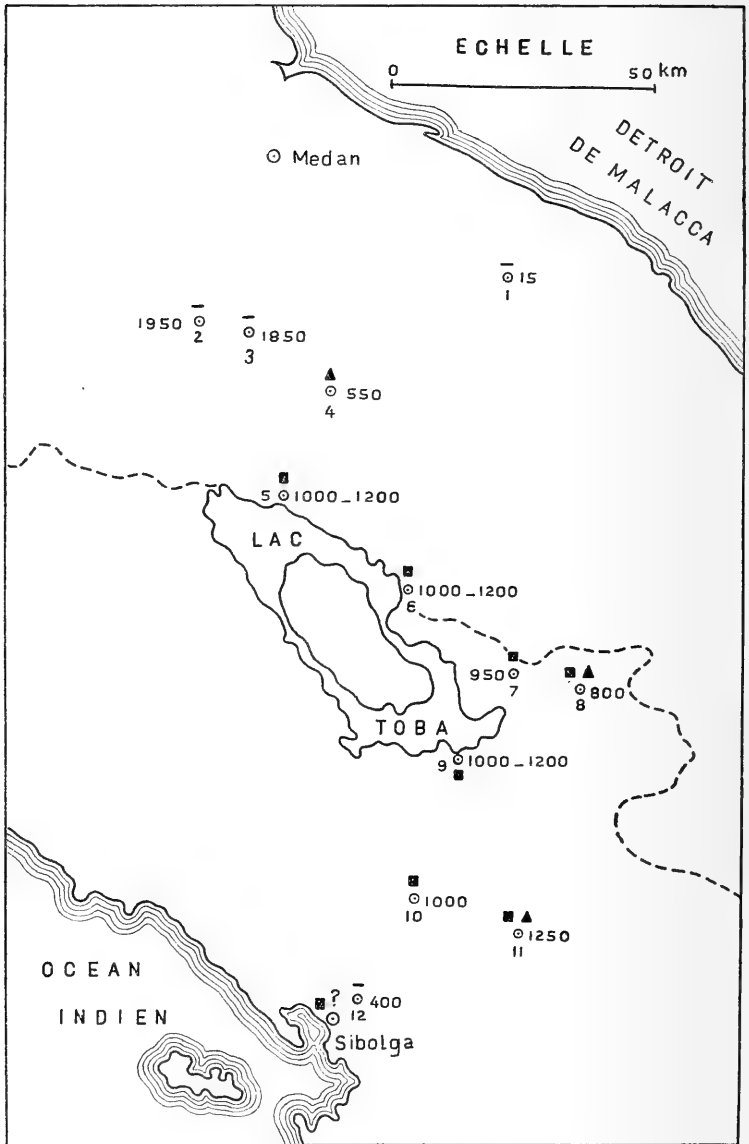 ECHELLE
0 50 km
DETROIT
DE MALACCA
Medan
15
1
1950
2
1850
3
550
4
5 1000_1200
LAC
1000_1200
6
950
7
800
8
TOBA
9 1000_1200
1000
10
1250
11
OCEAN
INDIEN
? 400
12
Sibolga